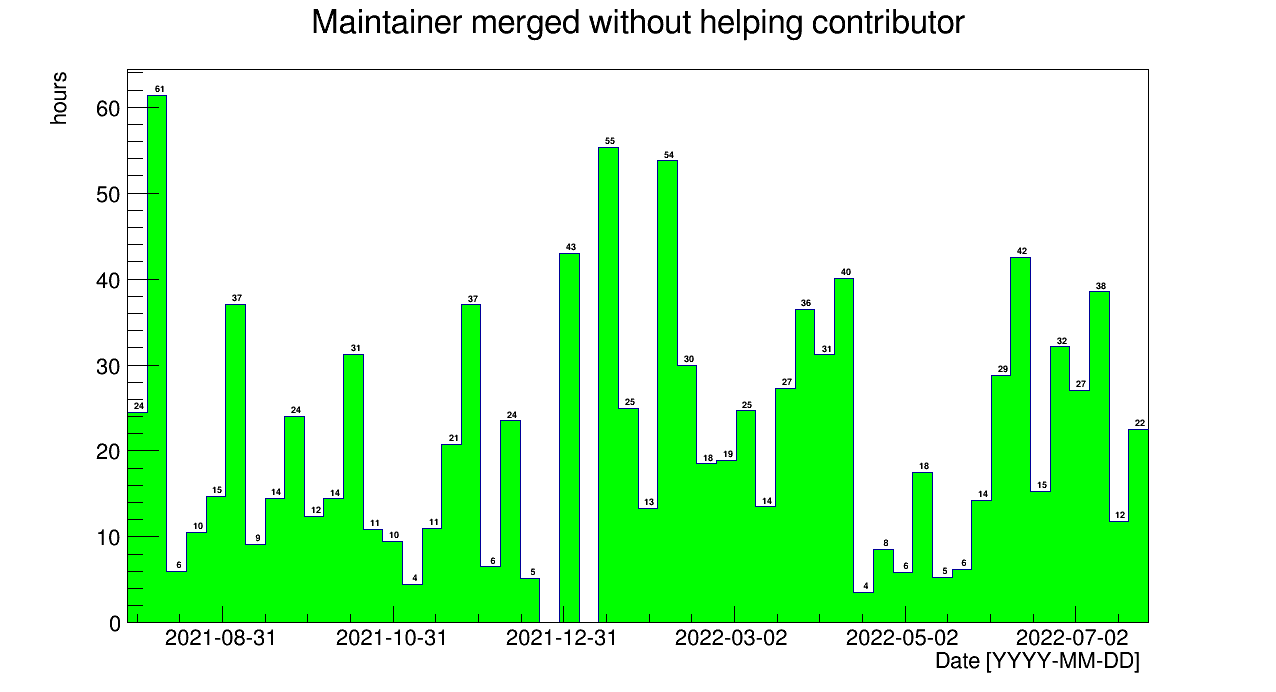 Maintainer merged without helping contributor
hours
60
50
40
30
20
10
0
24 61 6 10 15 37 9 14 24 12 14 31 11 10 4 11 21 37 6 24 5 43 55 25 13 54 30 18 19 25 14 27 36 31 40 4 8 6 18 5 6 14 29 42 15 32 27 38 12 22
2021-08-31 2021-10-31 2021-12-31 2022-03-02 2022-05-02 2022-07-02
Date [YYYY-MM-DD]